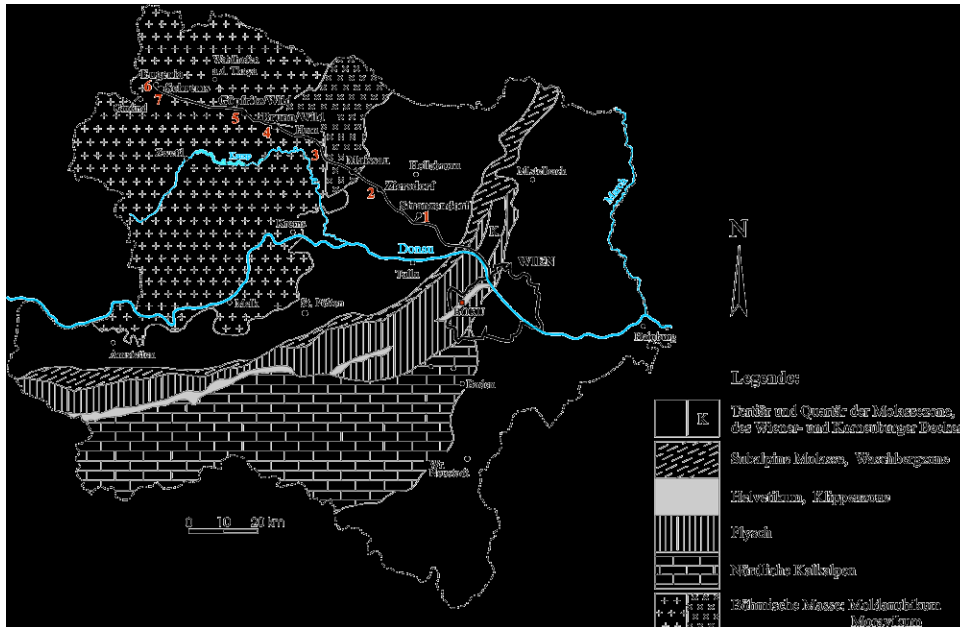 Waidhofen
a.d. Thaya
Eugenia
6
Schrems
7
Gmünd
Göpfritz/Wild
5
Brunn/Wild
4
Horn
3
Maissau
Zwettl
Kamp
Hollabrunn
Mistelbach
2
Ziersdorf
1
March
K
Krems
Donau
Tulln
WIEN
N
BOKU
Melk
St. Pölten
Amstetten
Hainburg
Baden
Wr.
Neustadt
0 10 20 km
Legende:
K
Tertiär und Quartär der Molassezone,
des Wiener- und Korneuburger Becken
Subalpine Molasse, Waschbergzone
Helvetikum, Klippenzone
Flysch
Nördliche Kalkalpen
Böhmische Masse: Moldanubikum
Moravikum